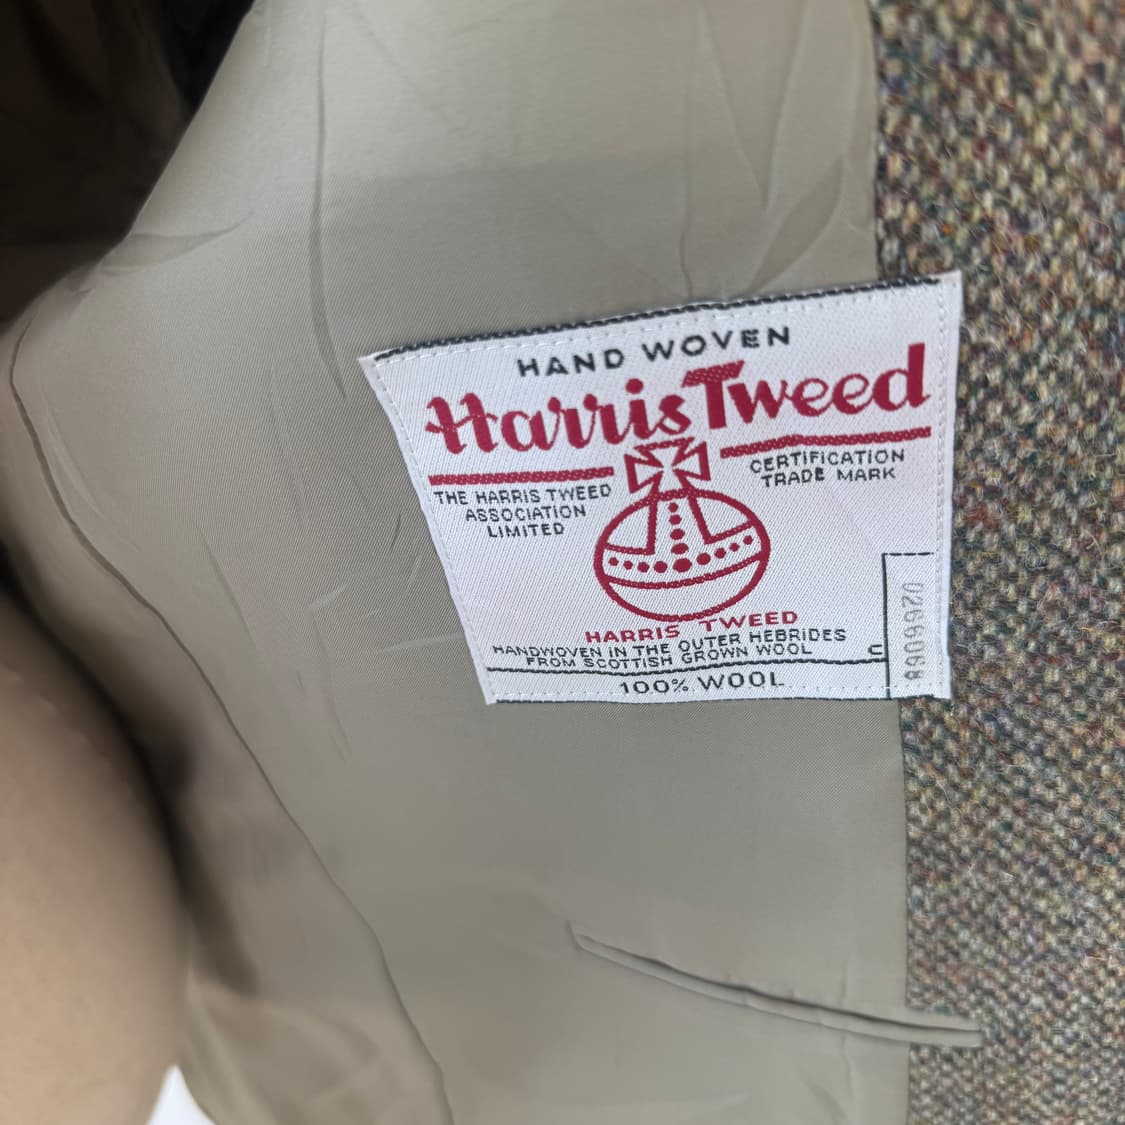 HAND WOVEN
Harris Tweed
THE HARRIS TWEED
ASSOCIATION
LIMITED
CERTIFICATION
TRADE MARK
HARRIS TWEED
HANDWOVEN IN THE OUTER HEBRIDES
FROM SCOTTISH GROWN WOOL
C
100% WOOL